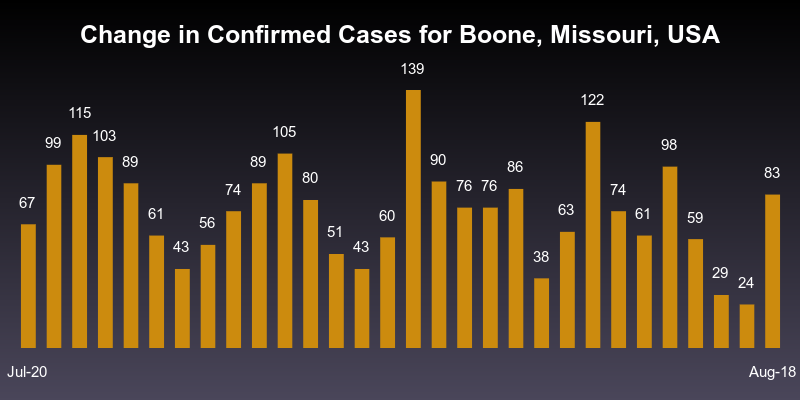 Change in Confirmed Cases for Boone, Missouri, USA
67 99 115 103 89 61 43 56 74 89 105 80 51 43 60 139 90 76 76 86 38 63 122 74 61 98 59 29 24 83
Jul-20 Aug-18